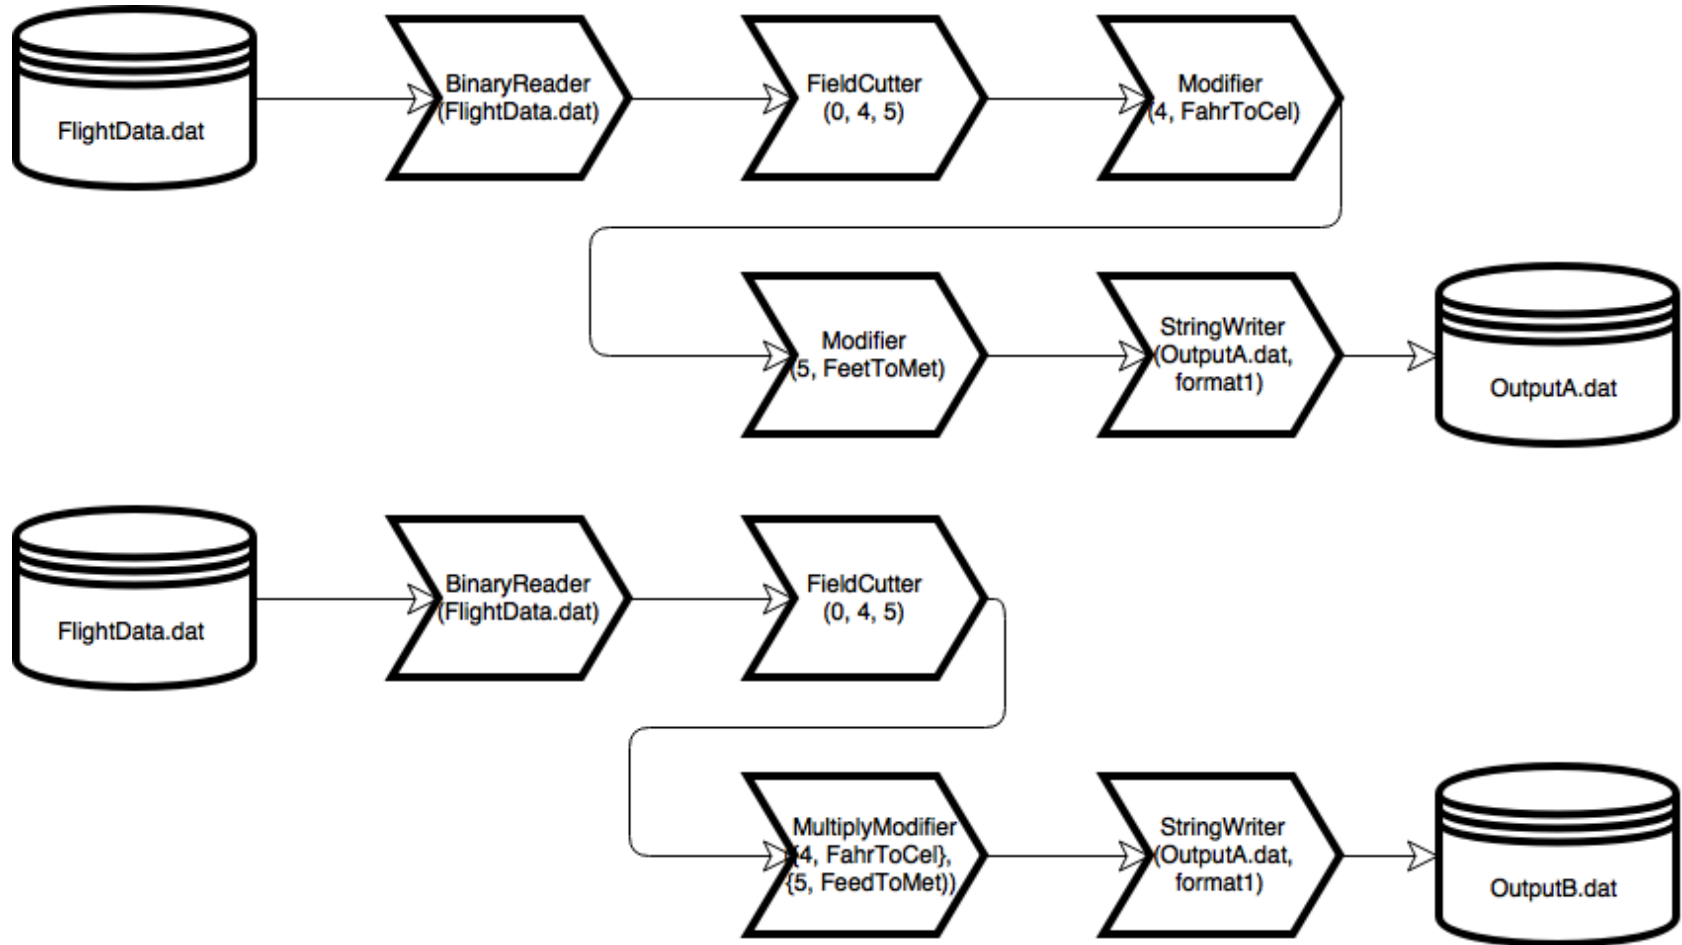 FlightData.dat
BinaryReader
(FlightData.dat)
FieldCutter
(0, 4, 5)
Modifier
(4, FahrToCel)
Modifier
(5, FeetToMet)
StringWriter
(OutputA.dat,
format1)
OutputA.dat
FlightData.dat
BinaryReader
(FlightData.dat)
FieldCutter
(0, 4, 5)
MultiplyModifier
({4, FahrToCel},
{5, FeedToMet))
StringWriter
(OutputA.dat,
format1)
OutputB.dat